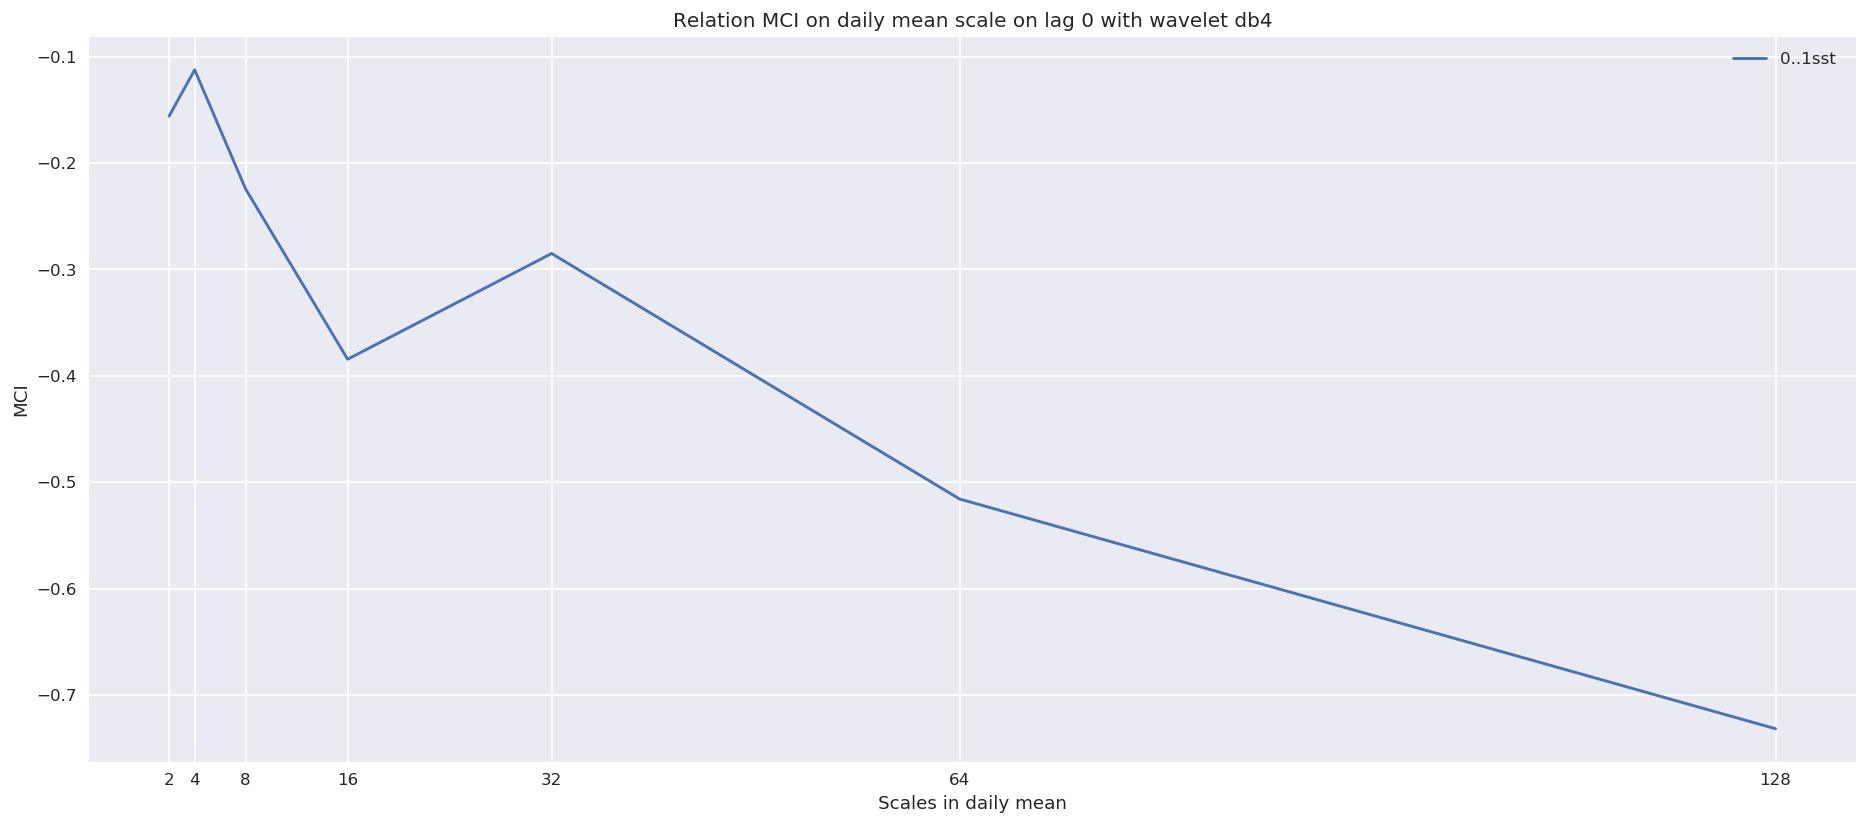 Relation MCI on daily mean scale on lag 0 with wavelet db4
0..1sst
−0.1
−0.2
−0.3
−0.4
−0.5
−0.6
−0.7
MCI
2 4 8 16 32 64 128
Scales in daily mean